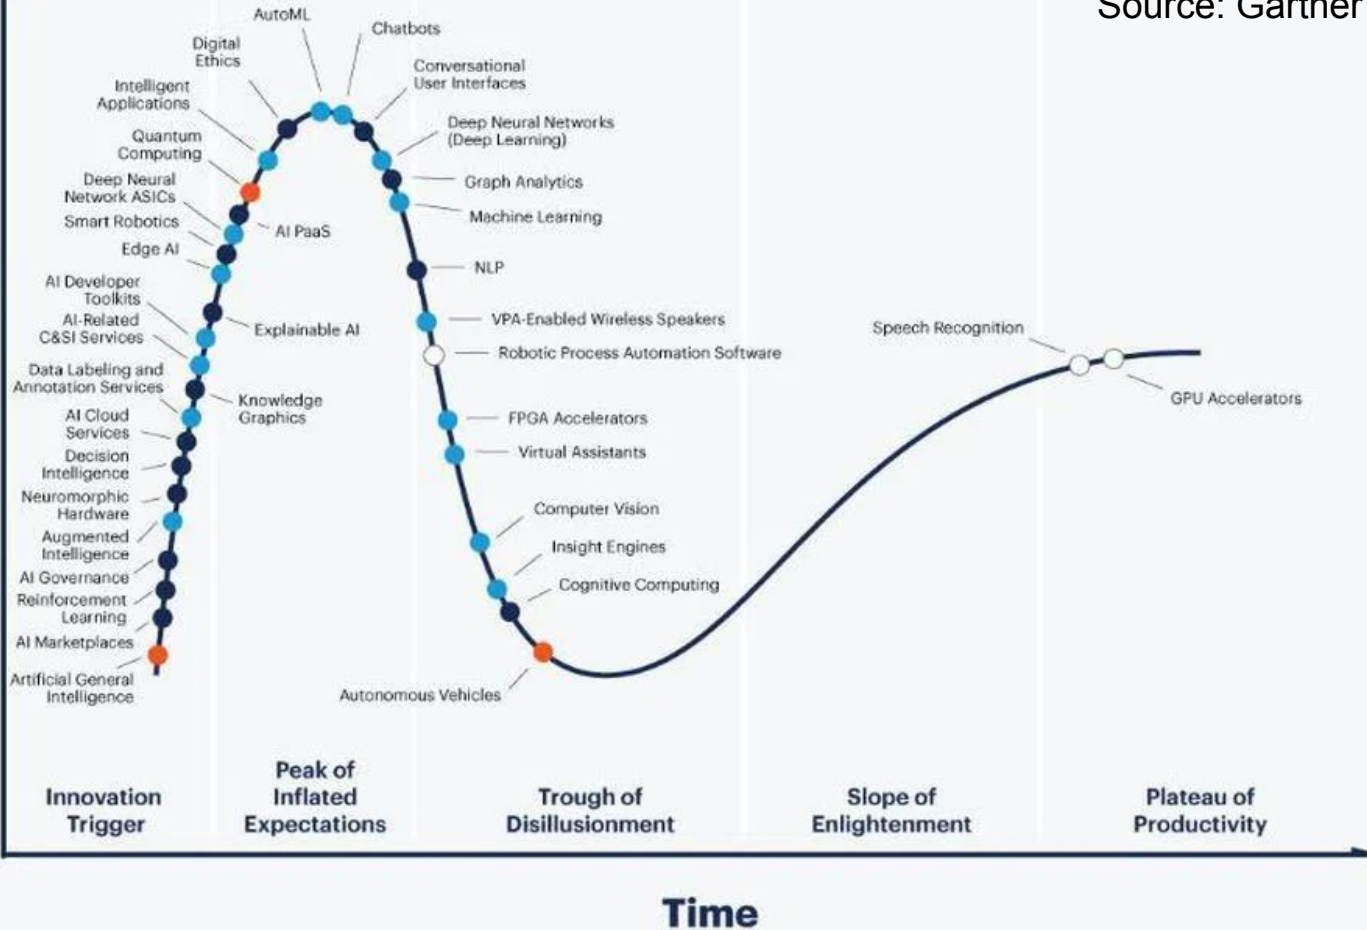 Source: Gartner
AutoML
Chatbots
Digital
Ethics
Conversational
User Interfaces
Intelligent
Applications
Deep Neural Networks
(Deep Learning)
Quantum
Computing
Graph Analytics
Deep Neural
Network ASICs
Machine Learning
Smart Robotics
AI PaaS
Edge AI
NLP
AI Developer
Toolkits
Explainable AI
VPA-Enabled Wireless Speakers
AI-Related
C&SI Services
Robotic Process Automation Software
Speech Recognition
GPU Accelerators
Data Labeling and
Annotation Services
Knowledge
Graphics
AI Cloud
Services
FPGA Accelerators
Decision
Intelligence
Virtual Assistants
Neuromorphic
Hardware
Computer Vision
Augmented
Intelligence
Insight Engines
AI Governance
Cognitive Computing
Reinforcement
Learning
AI Marketplaces
Artificial General
Intelligence
Autonomous Vehicles
Innovation
Trigger
Peak of
Inflated
Expectations
Trough of
Disillusionment
Slope of
Enlightenment
Plateau of
Productivity
Time